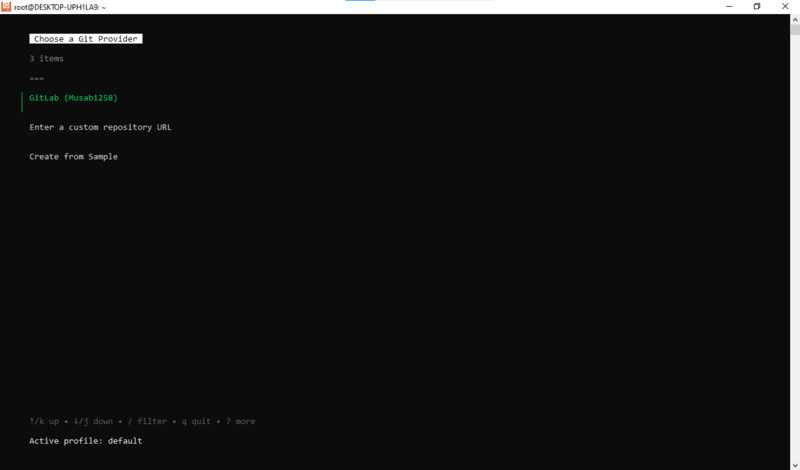 root@DESKTOP-UPH1LA9: ~
Choose a Git Provider
3 items
===
GitLab (Musab1258)
Enter a custom repository URL
Create from Sample
↑/k up • ↓/j down • / filter • q quit • ? more
Active profile: default